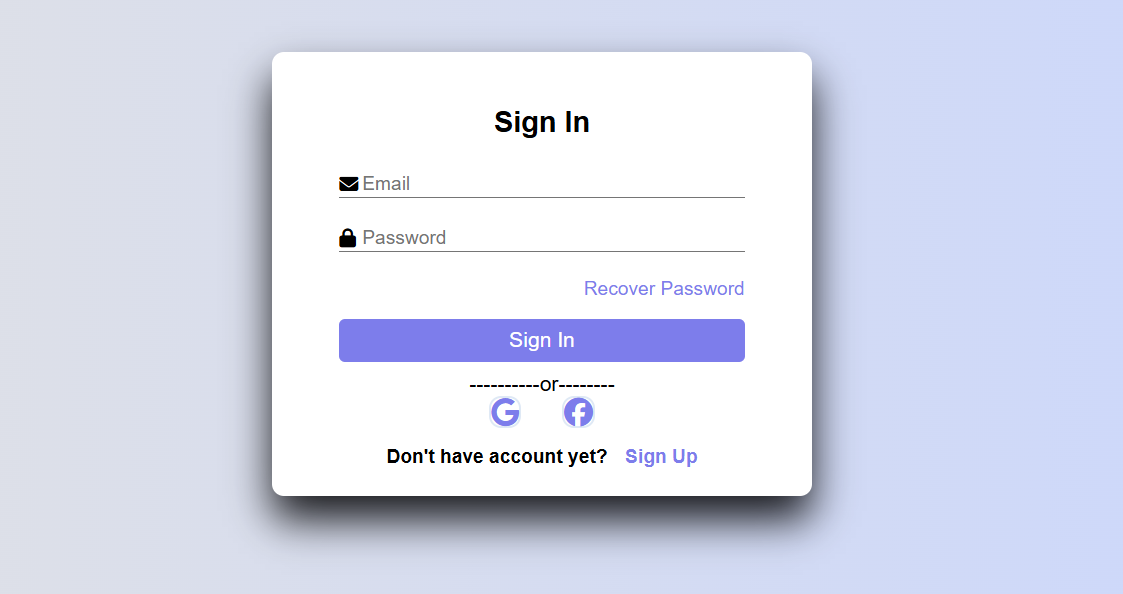 Sign In
Email
Password
Recover Password
Sign In
----------or--------
Don't have account yet? Sign Up